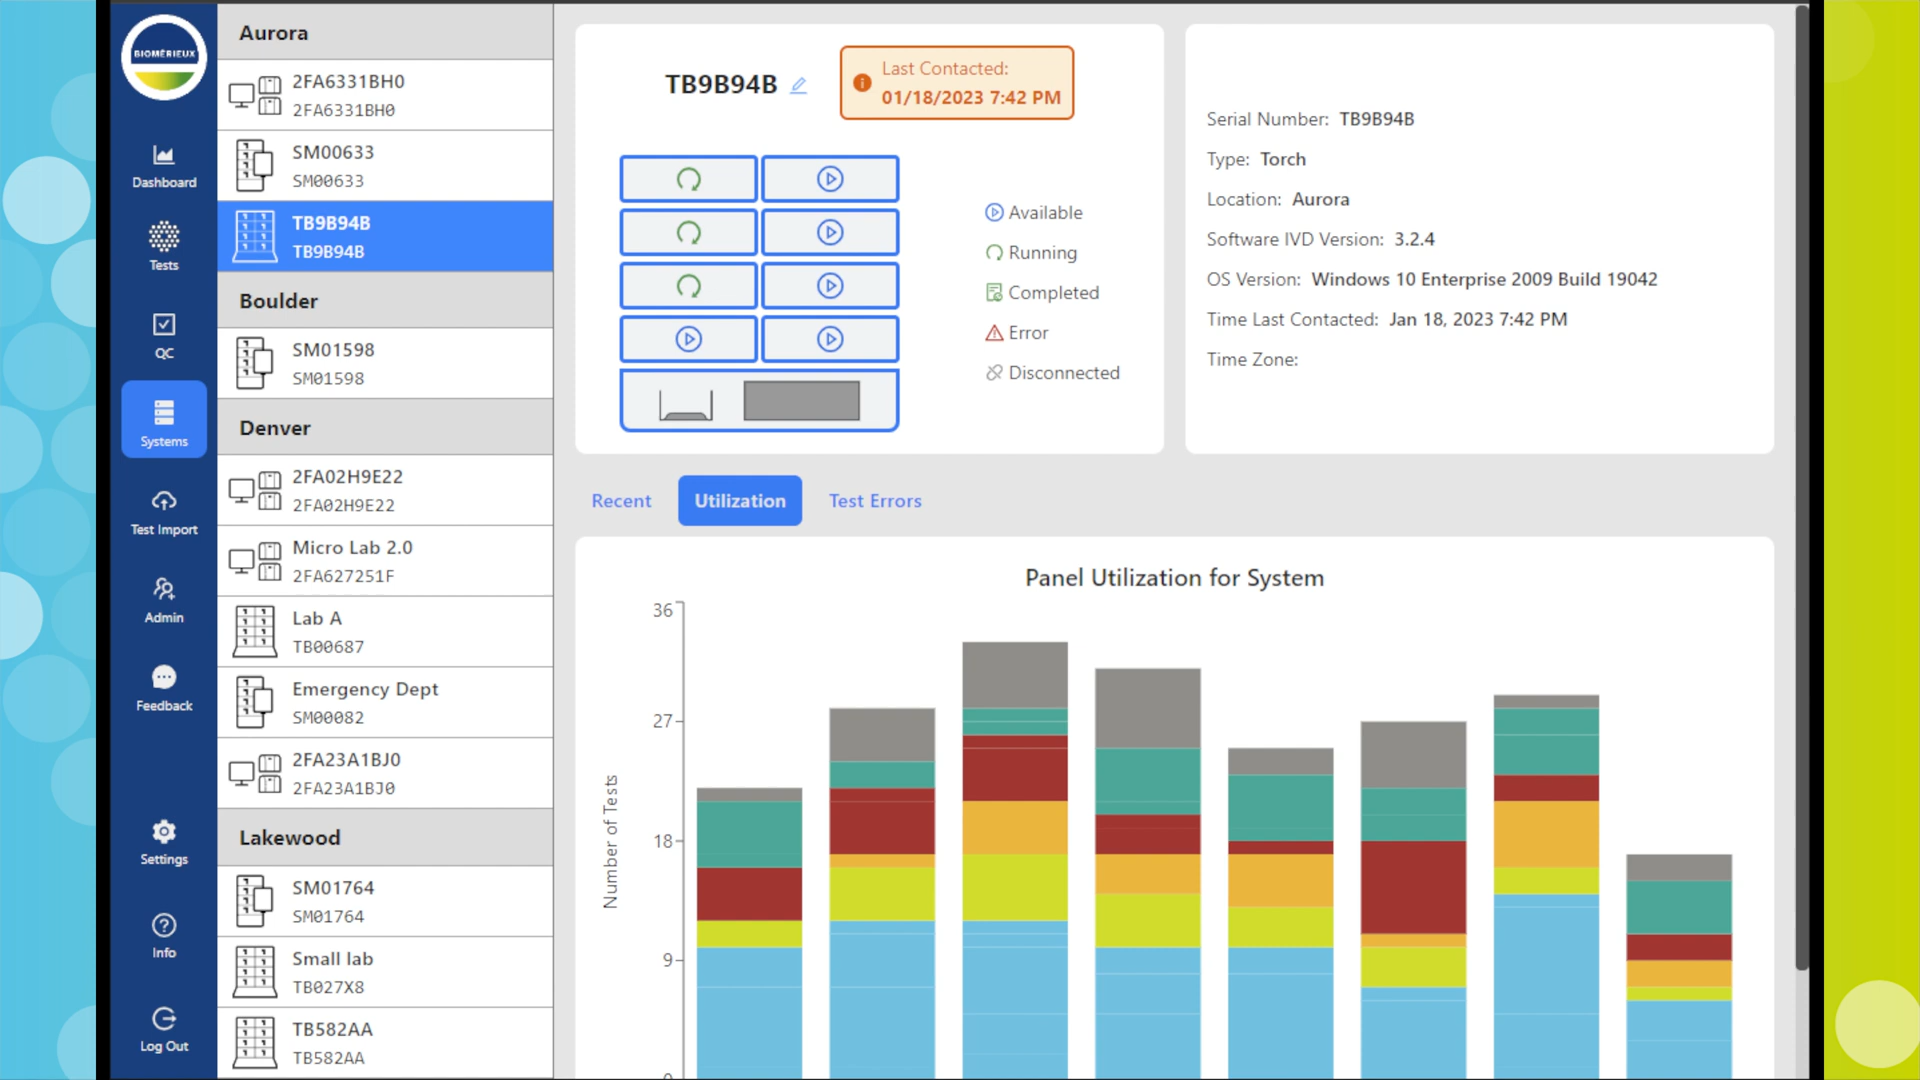 BIOMÉRIEUX
Dashboard
Tests
QC
Systems
Test Import
Admin
Feedback
Settings
Info
Log Out
Aurora
2FA6331BH0
2FA6331BH0
SM00633
SM00633
TB9B94B
TB9B94B
Boulder
SM01598
SM01598
Denver
2FA02H9E22
2FA02H9E22
Micro Lab 2.0
2FA627251F
Lab A
TB00687
Emergency Dept
SM00082
2FA23A1BJ0
2FA23A1BJ0
Lakewood
SM01764
SM01764
Small lab
TB027X8
TB582AA
TB582AA
TB9B94B
Last Contacted:
01/18/2023 7:42 PM
Available
Running
Completed
Error
Disconnected
Serial Number: TB9B94B
Type: Torch
Location: Aurora
Software IVD Version: 3.2.4
OS Version: Windows 10 Enterprise 2009 Build 19042
Time Last Contacted: Jan 18, 2023 7:42 PM
Time Zone:
Recent
Utilization
Test Errors
Panel Utilization for System
Number of Tests
36
27
18
9